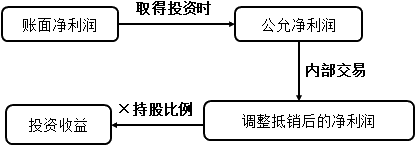 账面净利润
取得投资时
公允净利润
内部交易
调整抵销后的净利润
×持股比例
投资收益